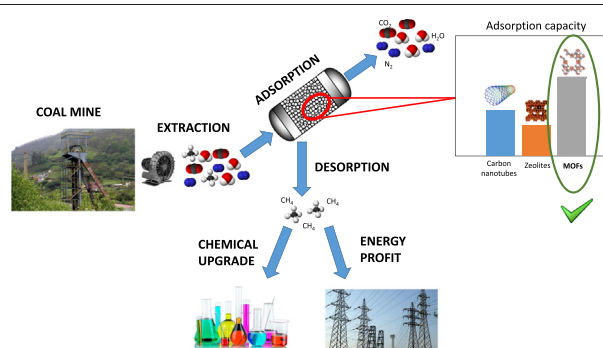 CO2
H2O
N2
Adsorption capacity
ADSORPTION
COAL MINE
EXTRACTION
Carbon
nanotubes
Zeolites
MOFs
DESORPTION
CH4
CH4
CH4
CHEMICAL
UPGRADE
ENERGY
PROFIT